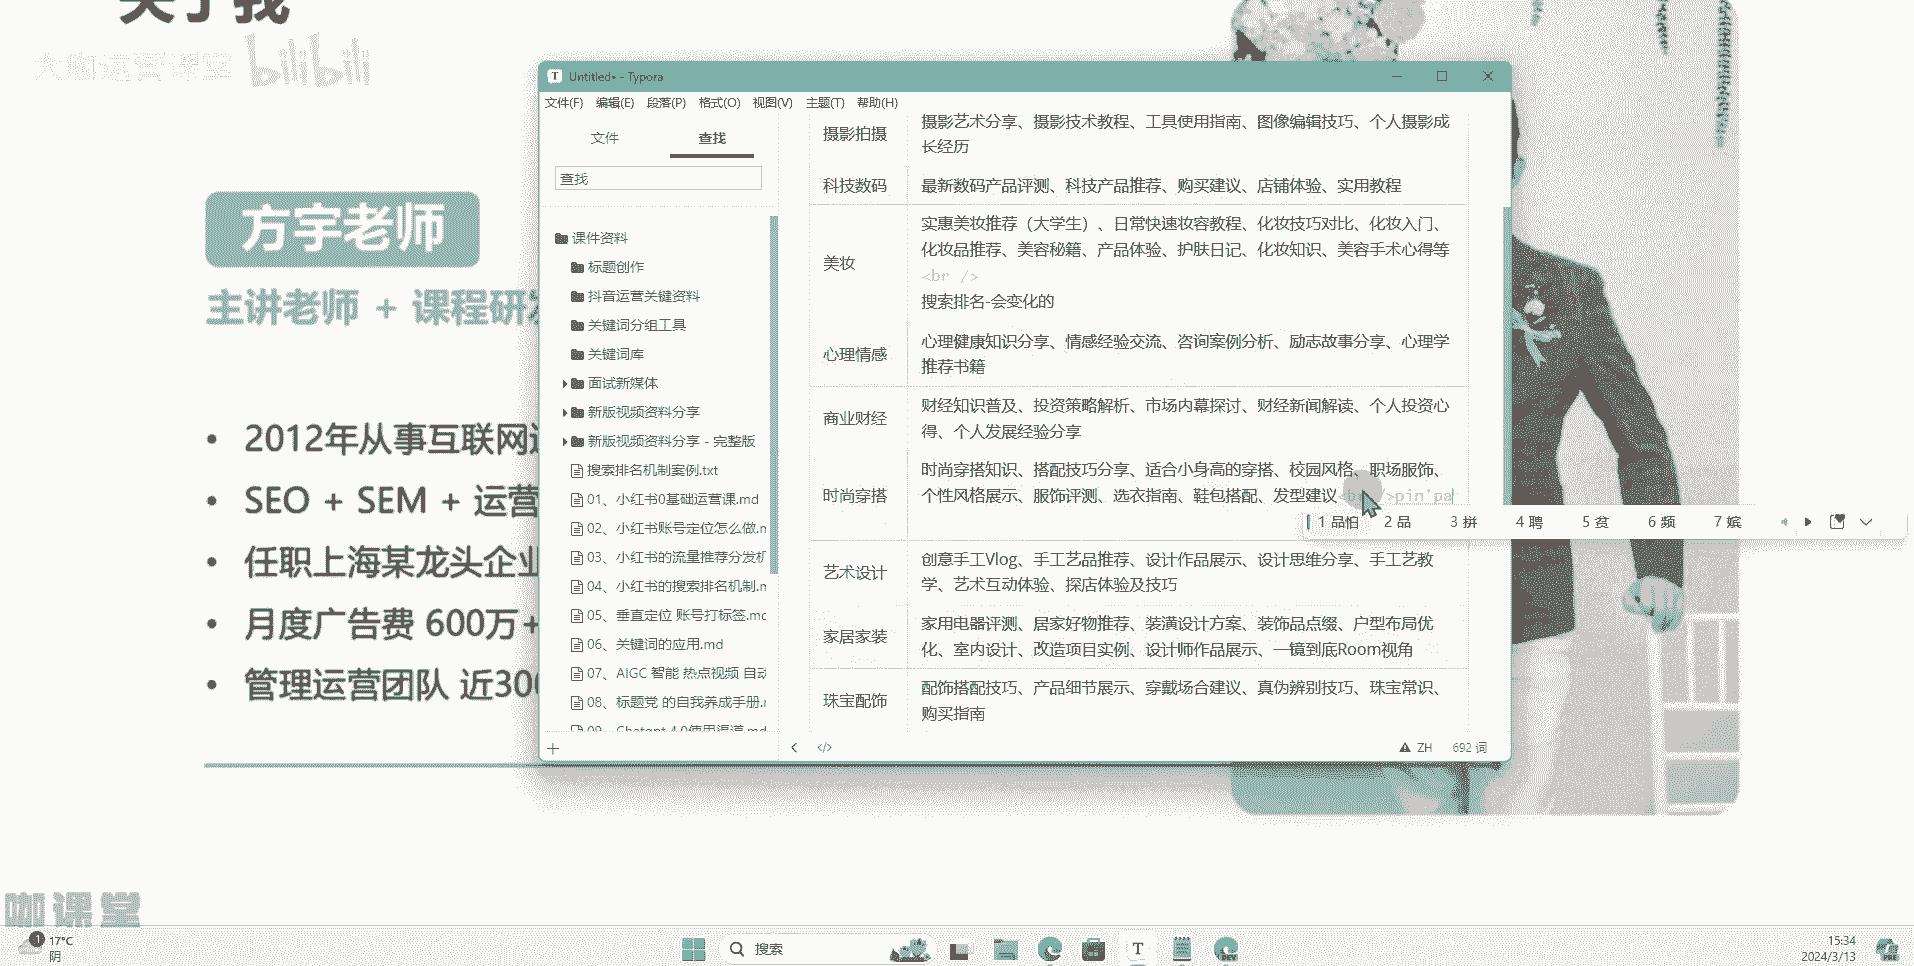 关于我
大咖运营课堂 bilibili
方宇老师
主讲老师 + 课程研发
2012年从事互联网运
SEO + SEM + 运营
任职上海某龙头企业
月度广告费 600万+
管理运营团队 近300
咖课堂
T Untitled• - Typora
文件(F) 编辑(E) 段落(P) 格式(O) 视图(V) 主题(T) 帮助(H)
文件 查找
查找
课件资料
标题创作
抖音运营关键资料
关键词分组工具
关键词库
面试新媒体
新版视频资料分享
新版视频资料分享 - 完整版
搜索排名机制案例.txt
01、小红书0基础运营课.md
02、小红书账号定位怎么做.m
03、小红书的流量推荐分发机
04、小红书的搜索排名机制.m
05、垂直定位 账号打标签.md
06、关键词的应用.md
07、AIGC 智能 热点视频 自动
08、标题党 的自我养成手册.m
09、Chatgpt 4.0使用渠道.md
摄影拍摄
摄影艺术分享、摄影技术教程、工具使用指南、图像编辑技巧、个人摄影成
长经历
科技数码
最新数码产品评测、科技产品推荐、购买建议、店铺体验、实用教程
美妆
实惠美妆推荐（大学生）、日常快速妆容教程、化妆技巧对比、化妆入门、
化妆品推荐、美容秘籍、产品体验、护肤日记、化妆知识、美容手术心得等
<br />
搜索排名-会变化的
心理情感
心理健康知识分享、情感经验交流、咨询案例分析、励志故事分享、心理学
推荐书籍
商业财经
财经知识普及、投资策略解析、市场内幕探讨、财经新闻解读、个人投资心
得、个人发展经验分享
时尚穿搭
时尚穿搭知识、搭配技巧分享、适合小身高的穿搭、校园风格、职场服饰、
个性风格展示、服饰评测、选衣指南、鞋包搭配、发型建议<br />pin'pa
1 品怕 2 品 3 拼 4 聘 5 贫 6 频 7 嫔
艺术设计
创意手工Vlog、手工艺品推荐、设计作品展示、设计思维分享、手工艺教
学、艺术互动体验、探店体验及技巧
家居家装
家用电器评测、居家好物推荐、装潢设计方案、装饰品点缀、户型布局优
化、室内设计、改造项目实例、设计师作品展示、一镜到底Room视角
珠宝配饰
配饰搭配技巧、产品细节展示、穿戴场合建议、真伪辨别技巧、珠宝常识、
购买指南
ZH 692 词
1 17°C
阴
搜索
T
DEV
15:34
2024/3/13
PRE